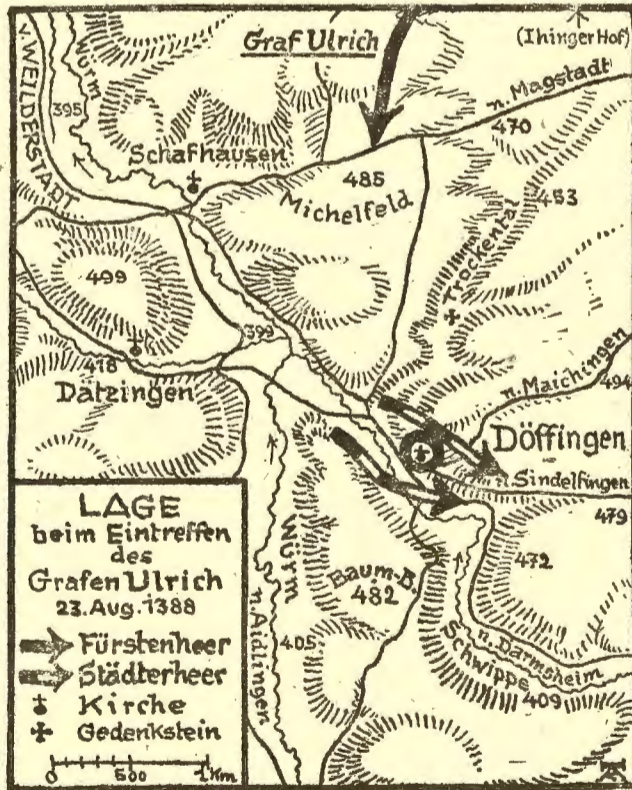 (Ihinger Hof)
Graf Ulrich
n. Magstadt
470
v. WEILDERSTADT
Würm
395
Schafhausen
485
Michelfeld
453
Trockental
499
399
418
Dätzingen
n. Maichingen
494
Döffingen
Sindelfingen
479
472
Würm
Baum-B.
482
405
n. Aidlingen
n. Darmsheim
Schwippe
409
LAGE
beim Eintreffen
des
Grafen Ulrich
23. Aug. 1388
Fürstenheer
Städterheer
Kirche
Gedenkstein
0 500 1 Km